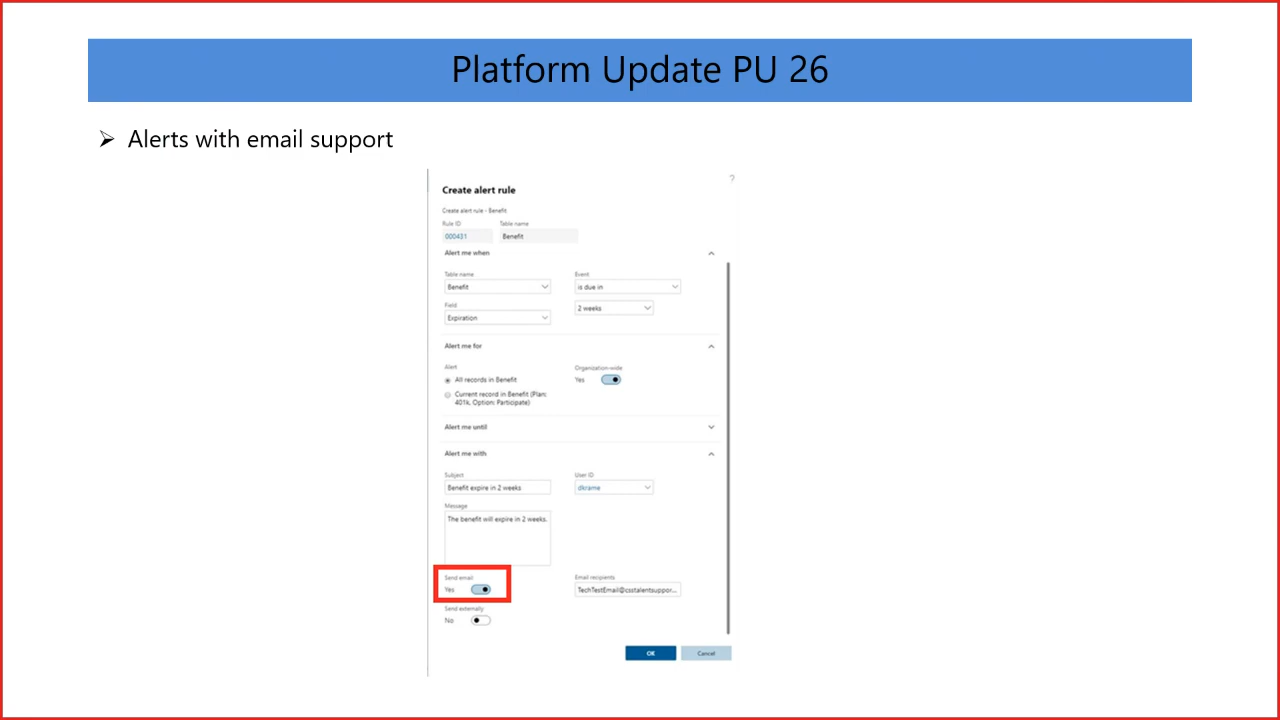 Platform Update PU 26
Alerts with email support
?
Create alert rule
Create alert rule - Benefit
Rule ID Table name
000431 Benefit
Alert me when
Table name Event
Benefit is due in
Field 2 weeks
Expiration
Alert me for
Alert Organization-wide
All records in Benefit Yes
Current record in Benefit (Plan:
401k, Option: Participate)
Alert me until
Alert me with
Subject User ID
Benefit expire in 2 weeks dkrame
Message
The benefit will expire in 2 weeks.
Send email Email recipients
Yes TechTestEmail@csstalentsuppor...
Send externally
No
OK Cancel